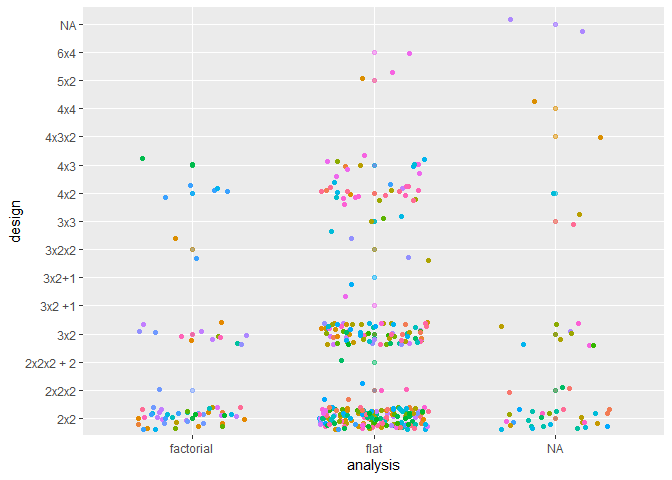 NA
6x4
5x2
4x4
4x3x2
4x3
4x2
3x3
3x2x2
3x2+1
3x2 +1
3x2
2x2x2 + 2
2x2x2
2x2
design
factorial
flat
NA
analysis